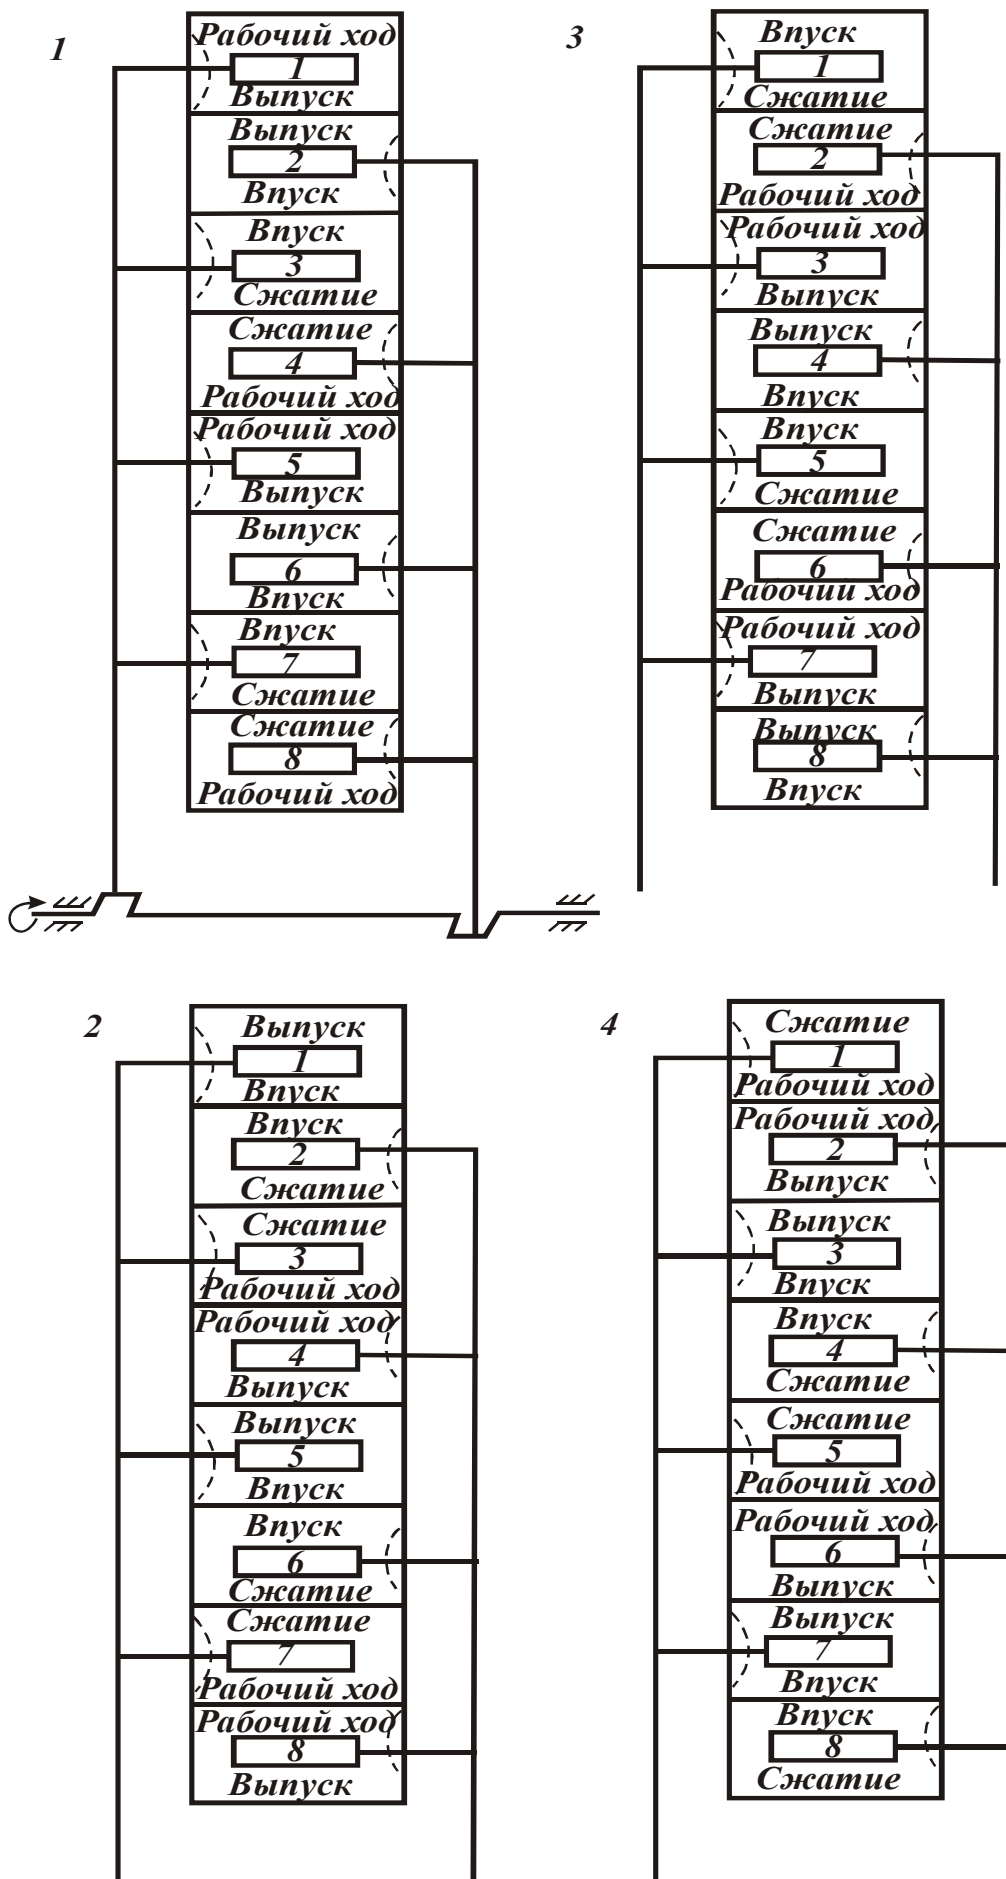 1
Рабочий ход
1
Выпуск
Выпуск
2
Впуск
Впуск
3
Сжатие
Сжатие
4
Рабочий ход
Рабочий ход
5
Выпуск
Выпуск
6
Впуск
Впуск
7
Сжатие
Сжатие
8
Рабочий ход
3
Впуск
1
Сжатие
Сжатие
2
Рабочий ход
Рабочий ход
3
Выпуск
Выпуск
4
Впуск
Впуск
5
Сжатие
Сжатие
6
Рабочий ход
Рабочий ход
7
Выпуск
Выпуск
8
Впуск
2
Выпуск
1
Впуск
Впуск
2
Сжатие
Сжатие
3
Рабочий ход
Рабочий ход
4
Выпуск
Выпуск
5
Впуск
Впуск
6
Сжатие
Сжатие
7
Рабочий ход
Рабочий ход
8
Выпуск
4
Сжатие
1
Рабочий ход
Рабочий ход
2
Выпуск
Выпуск
3
Впуск
Впуск
4
Сжатие
Сжатие
5
Рабочий ход
Рабочий ход
6
Выпуск
Выпуск
7
Впуск
Впуск
8
Сжатие